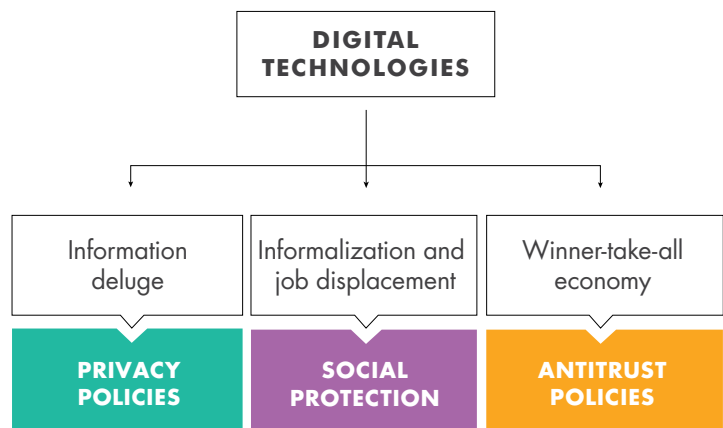 DIGITAL
TECHNOLOGIES
Information
deluge
Informalization and
job displacement
Winner-take-all
economy
PRIVACY
POLICIES
SOCIAL
PROTECTION
ANTITRUST
POLICIES